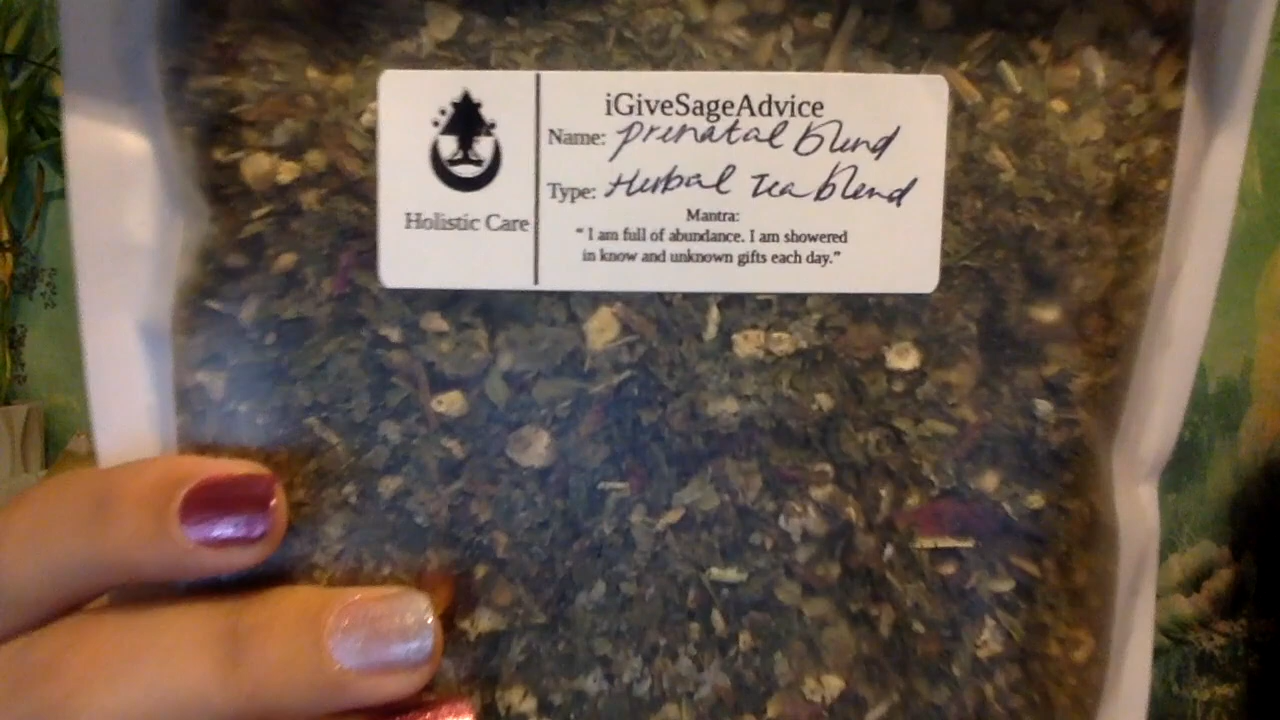 iGiveSageAdvice
Name: prenatal blend
Type: Herbal Tea blend
Holistic Care
Mantra:
“ I am full of abundance. I am showered
in know and unknown gifts each day.”